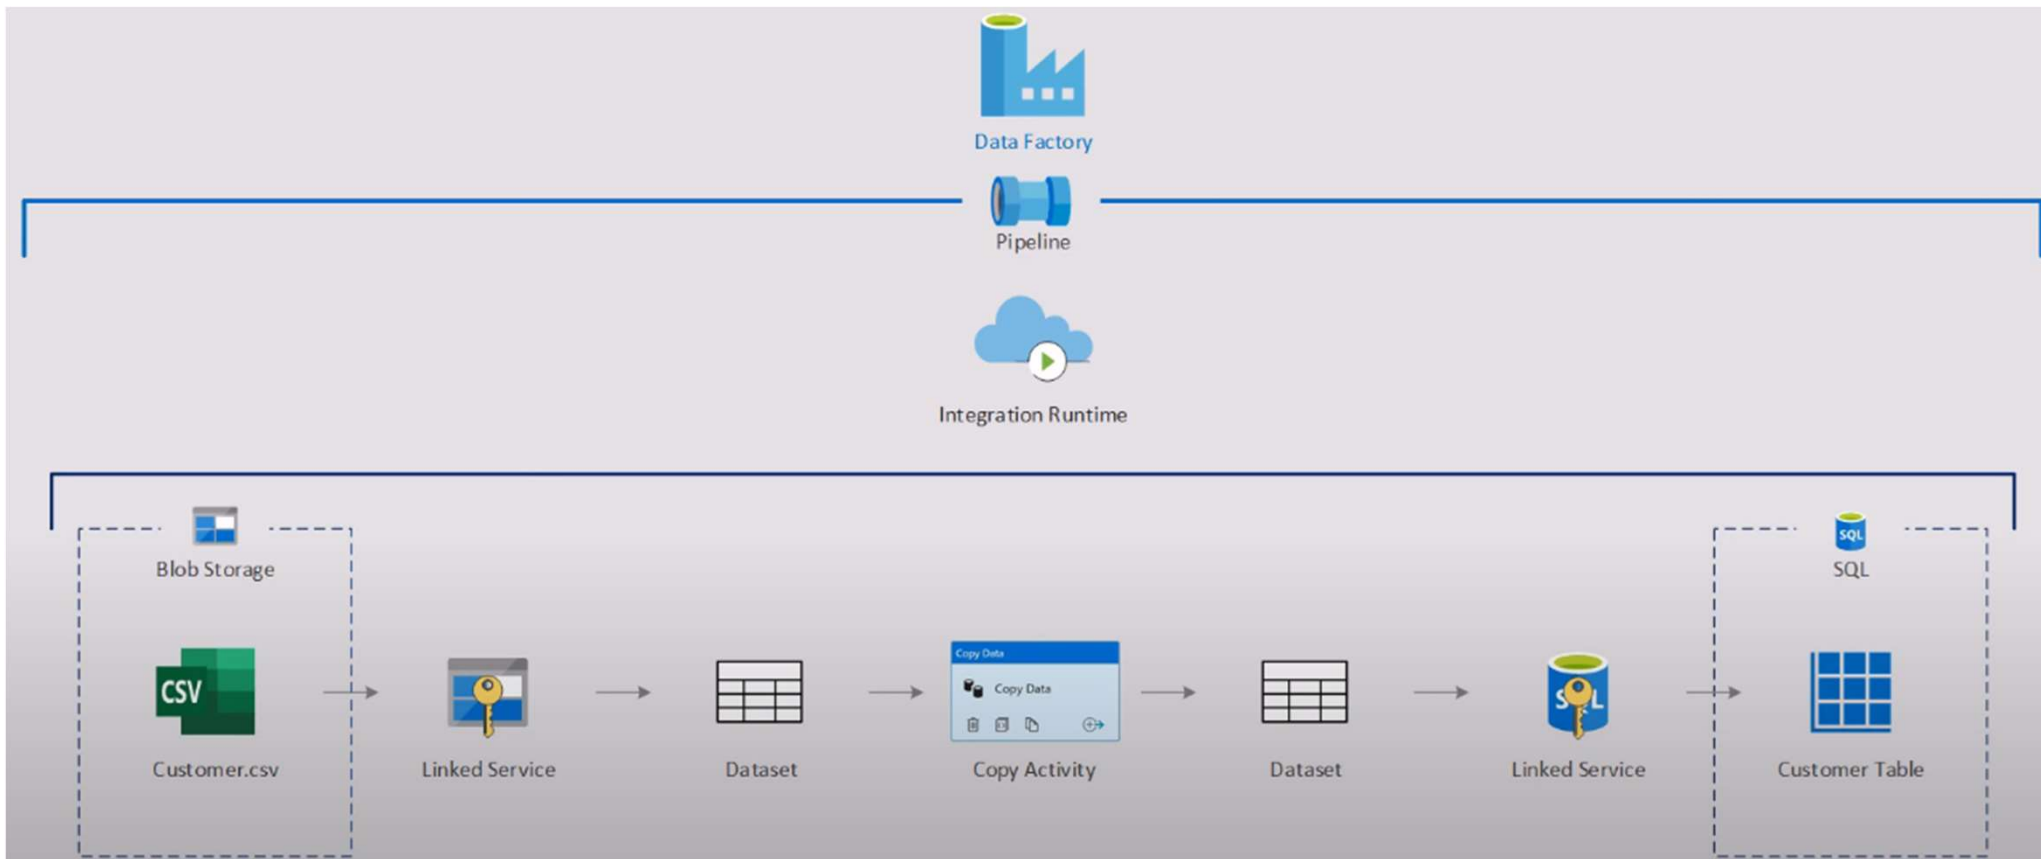 Data Factory
Pipeline
Integration Runtime
Blob Storage
SQL
SQL
CSV
Copy Data
Copy Data
SQL
Customer.csv
Linked Service
Dataset
Copy Activity
Dataset
Linked Service
Customer Table